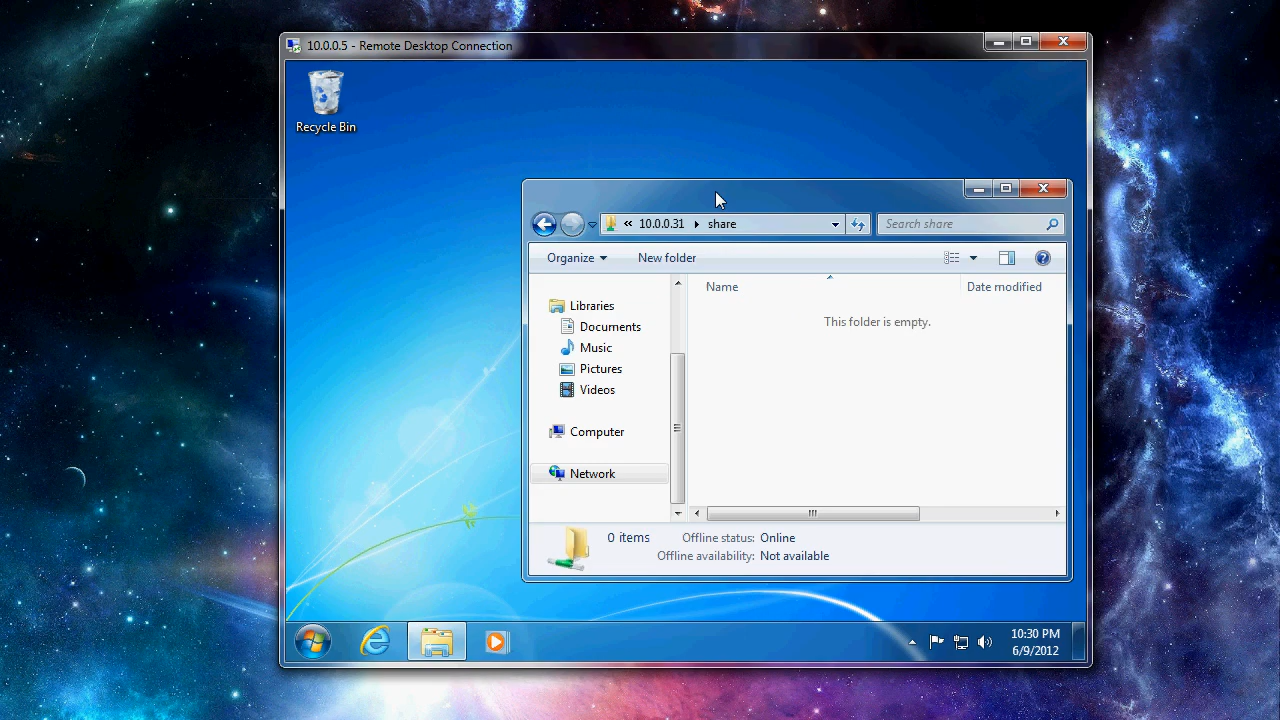 10.0.0.5 - Remote Desktop Connection
Recycle Bin
« 10.0.0.31 share
Search share
Organize New folder
Name Date modified
This folder is empty.
Libraries
Documents
Music
Pictures
Videos
Computer
Network
0 items Offline status: Online
Offline availability: Not available
10:30 PM
6/9/2012